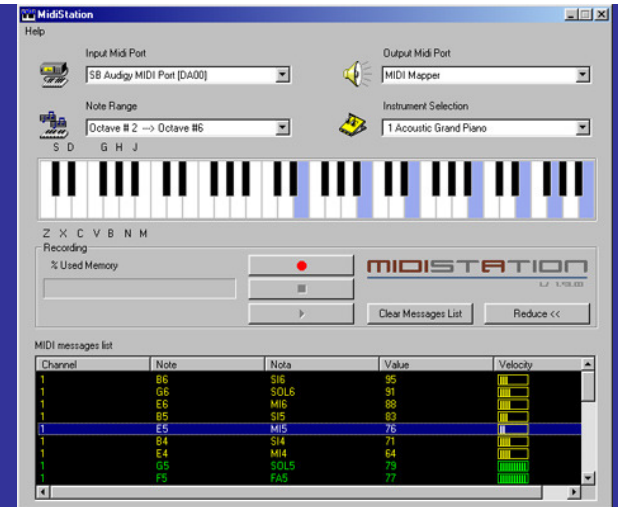 MidiStation
Help
Input Midi Port
Output Midi Port
SB Audigy MIDI Port [DA00]
MIDI Mapper
Note Range
Instrument Selection
Octave # 2 --> Octave #6
1 Acoustic Grand Piano
S D G H J
Z X C V B N M
Recording
% Used Memory
MIDISTATION
Clear Messages List
Reduce <<
MIDI messages list
Channel Note Nota Value Velocity
1 B6 SI6 95
1 G6 SOL6 91
1 E6 MI6 88
1 B5 SI5 83
1 E5 MI5 76
1 B4 SI4 71
1 E4 MI4 64
1 G5 SOL5 79
1 F5 FA5 77